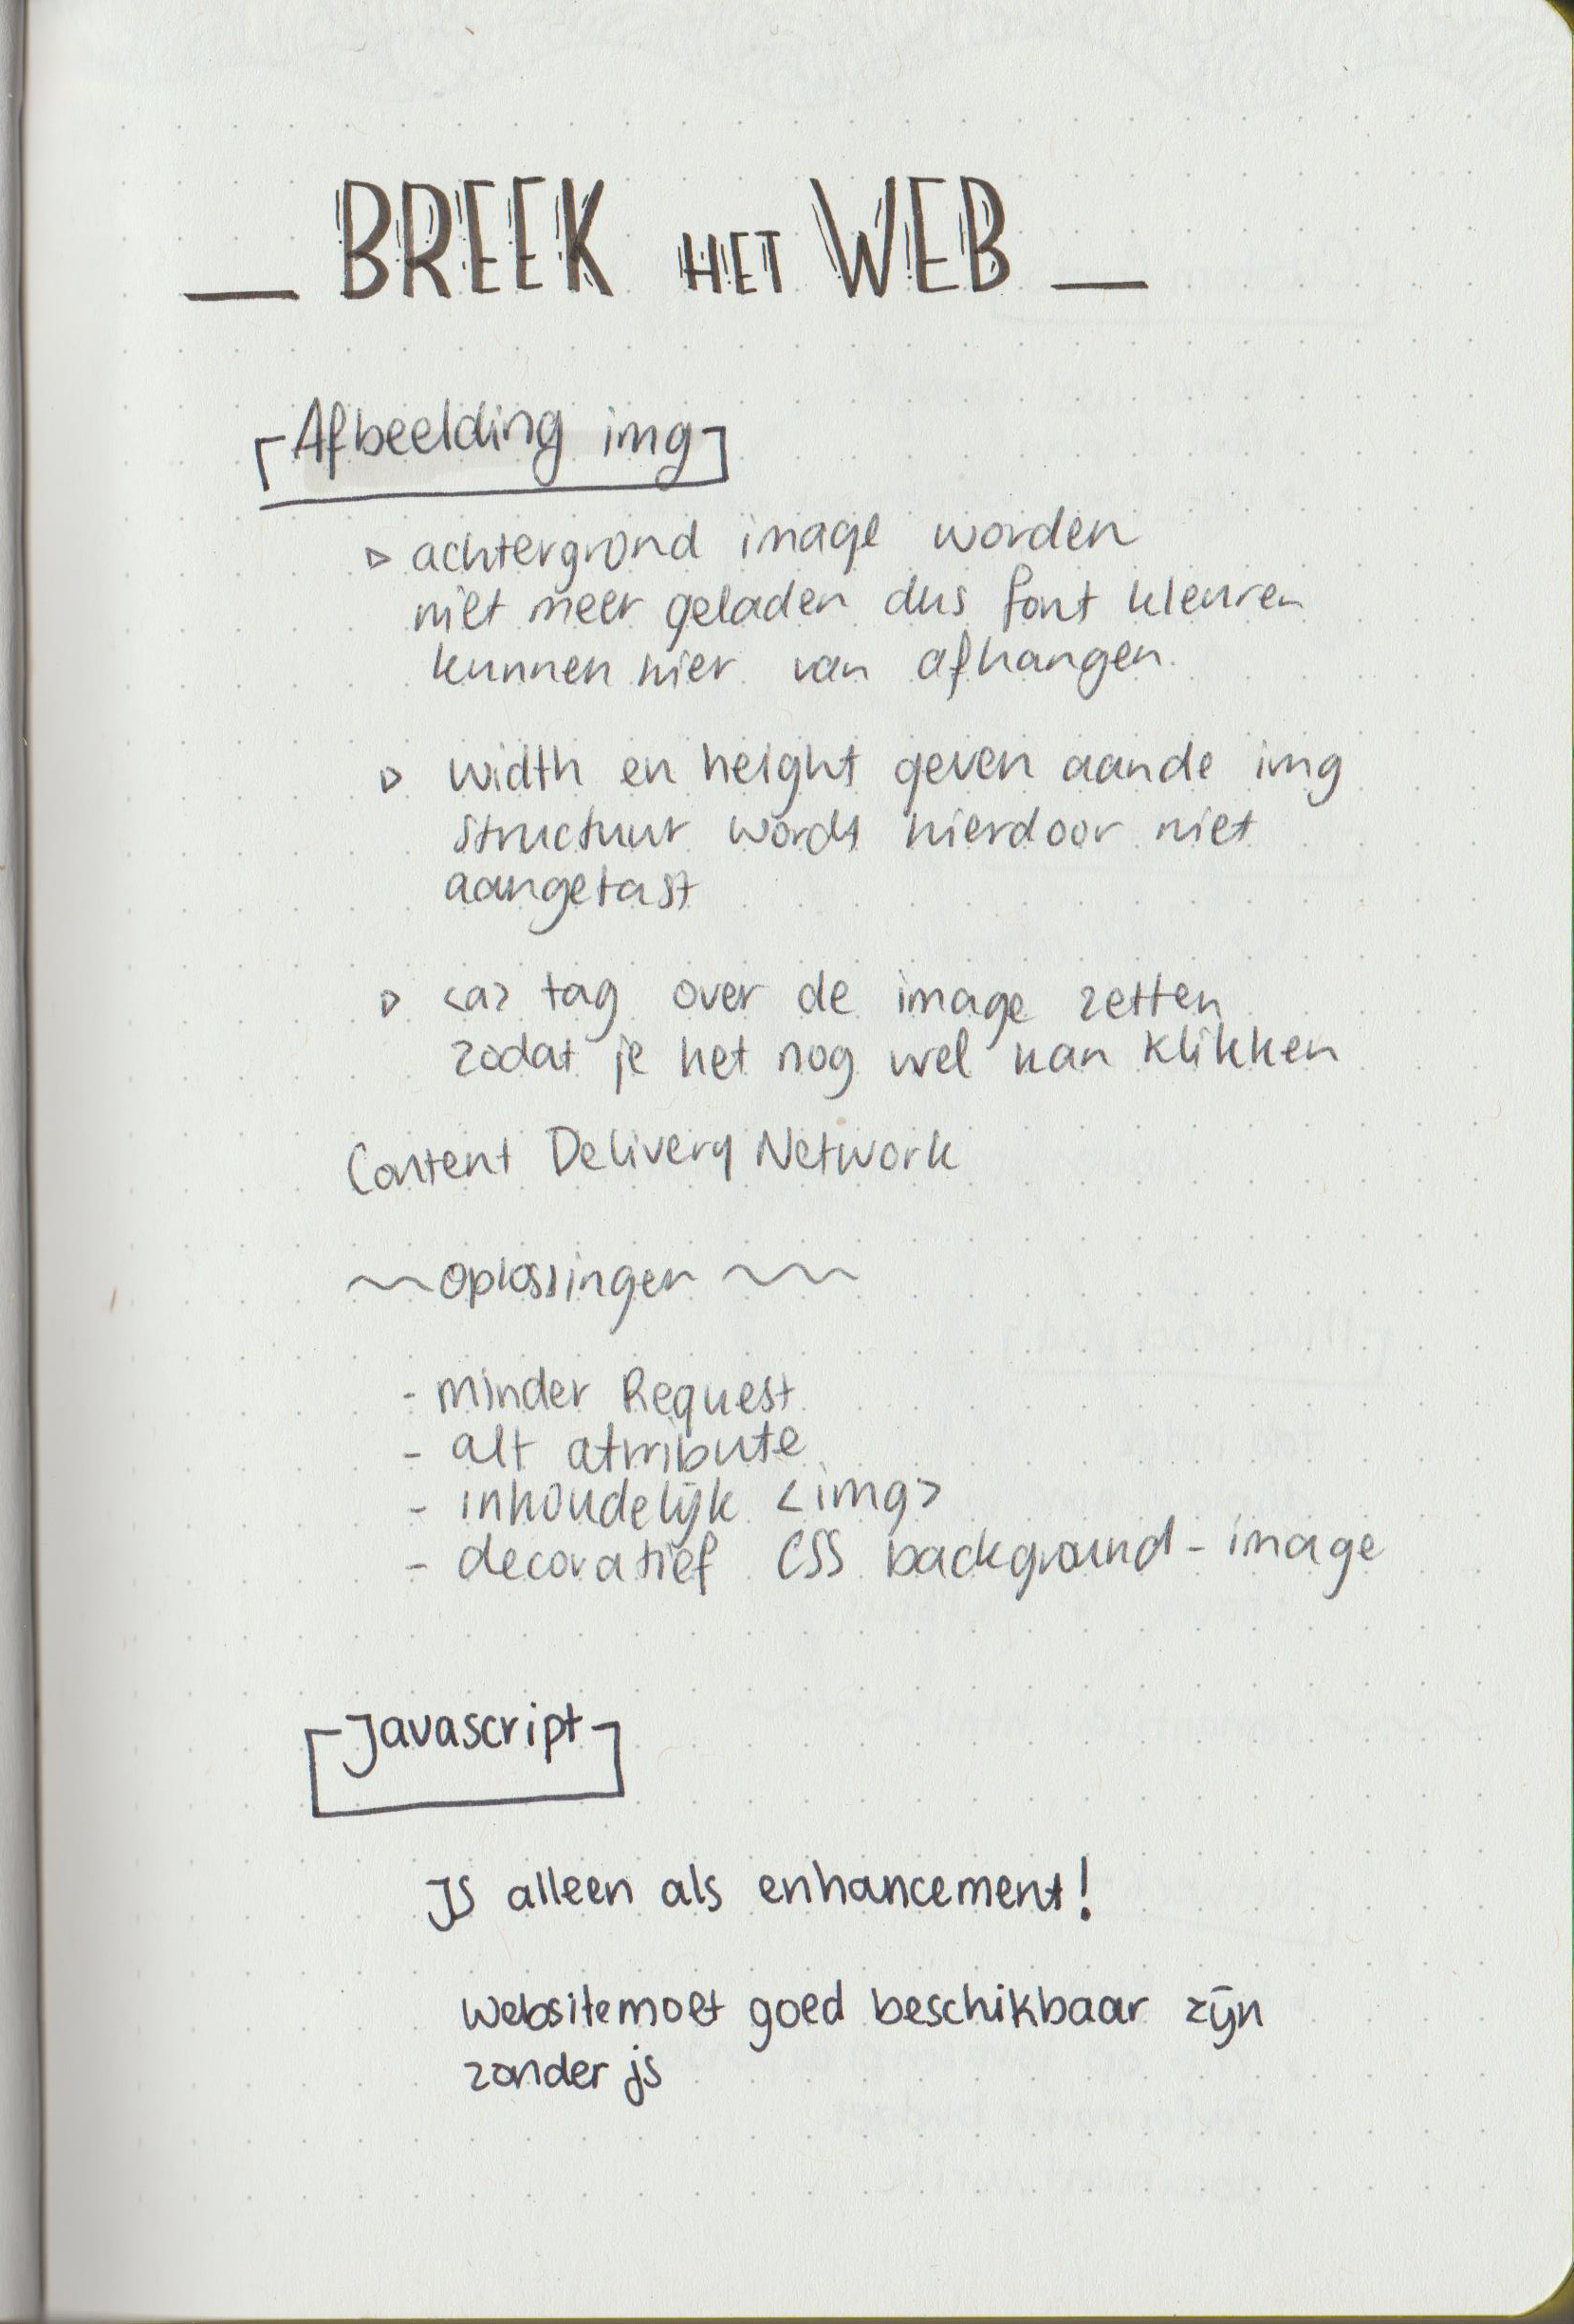 BREEK HET WEB
Afbeelding img
▷ achtergrond image worden
niet meer geladen dus font kleuren
kunnen hier van afhangen.
▷ width en height geven aande img
structuur wordt hierdoor niet
aangetast
▷ <a> tag over de image zetten
zodat je het nog wel kan klikken
Content Delivery Network
~~oplossingen~~
- minder Request
- alt attribute
- inhoudelijk <img>
- decoratief CSS background-image
Javascript
JS alleen als enhancement!
websitemoet goed beschikbaar zijn
zonder js